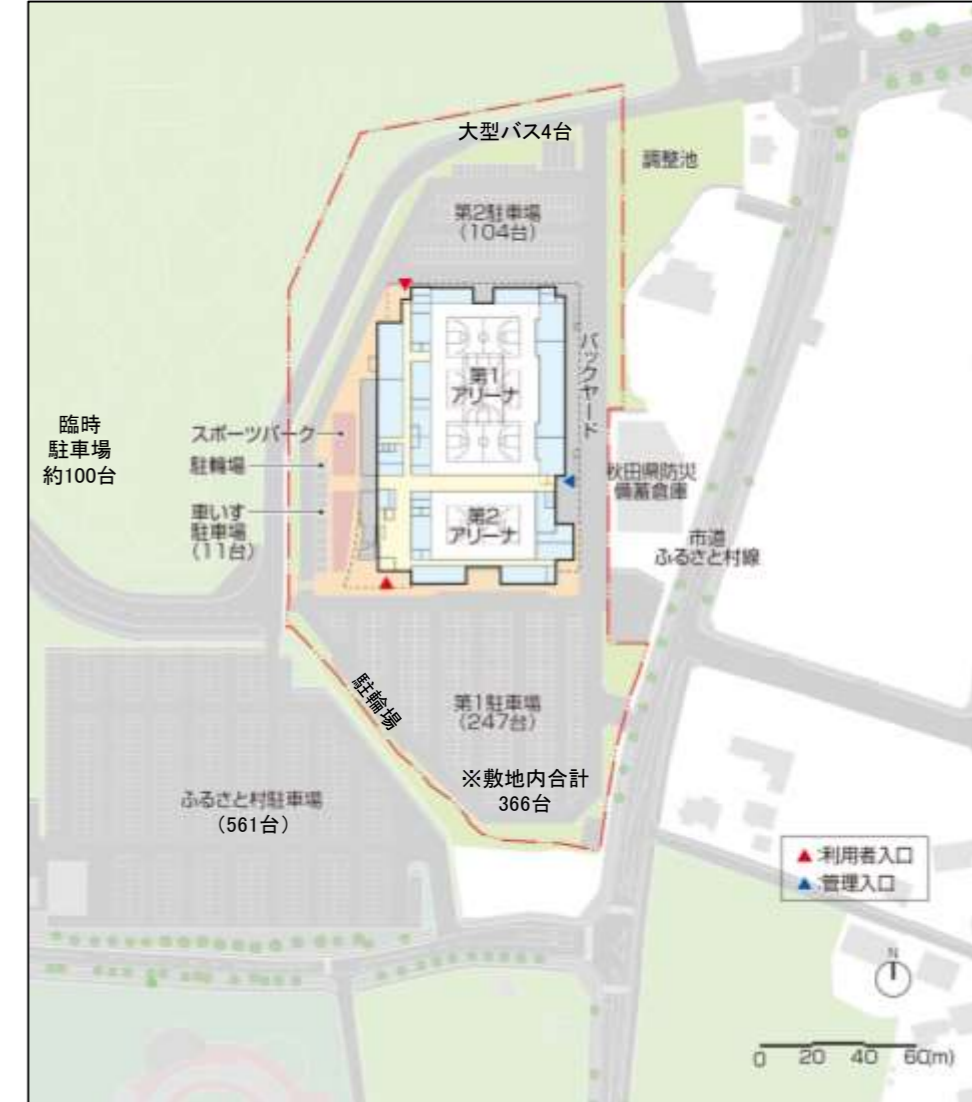 大型バス4台
調整池
第2駐車場
(104台)
バックヤード
第1
アリーナ
臨時
駐車場
約100台
スポーツパーク
駐輪場
車いす
駐車場
(11台)
第2
アリーナ
秋田県防災
備蓄倉庫
市道
ふるさと村線
駐輪場
第1駐車場
(247台)
※敷地内合計
366台
ふるさと村駐車場
(561台)
▲:利用者入口
▲:管理入口
N
0 20 40 60(m)